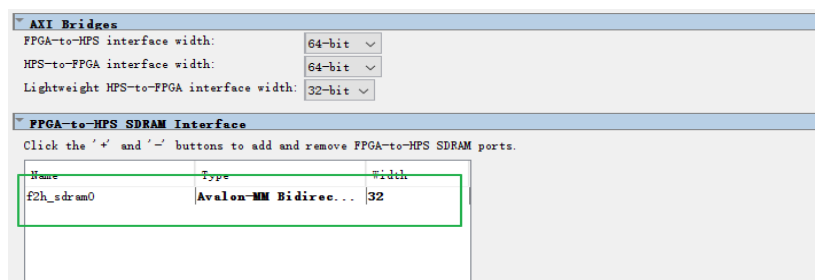 AXI Bridges
FPGA-to-HPS interface width: 64-bit
HPS-to-FPGA interface width: 64-bit
Lightweight HPS-to-FPGA interface width: 32-bit
FPGA-to-HPS SDRAM Interface
Click the '+' and '-' buttons to add and remove FPGA-to-HPS SDRAM ports.
Name Type Width
f2h_sdram0 Avalon-MM Bidirec... 32